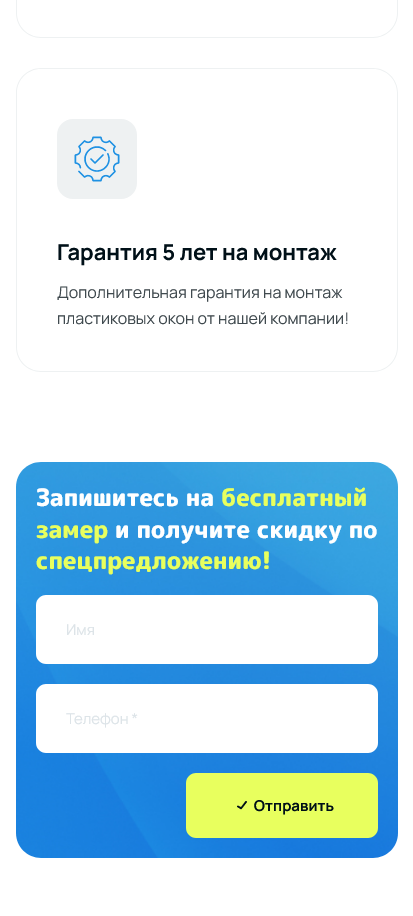 Гарантия 5 лет на монтаж
Дополнительная гарантия на монтаж
пластиковых окон от нашей компании!
Запишитесь на бесплатный
замер и получите скидку по
спецпредложению!
Имя
Телефон *
Отправить